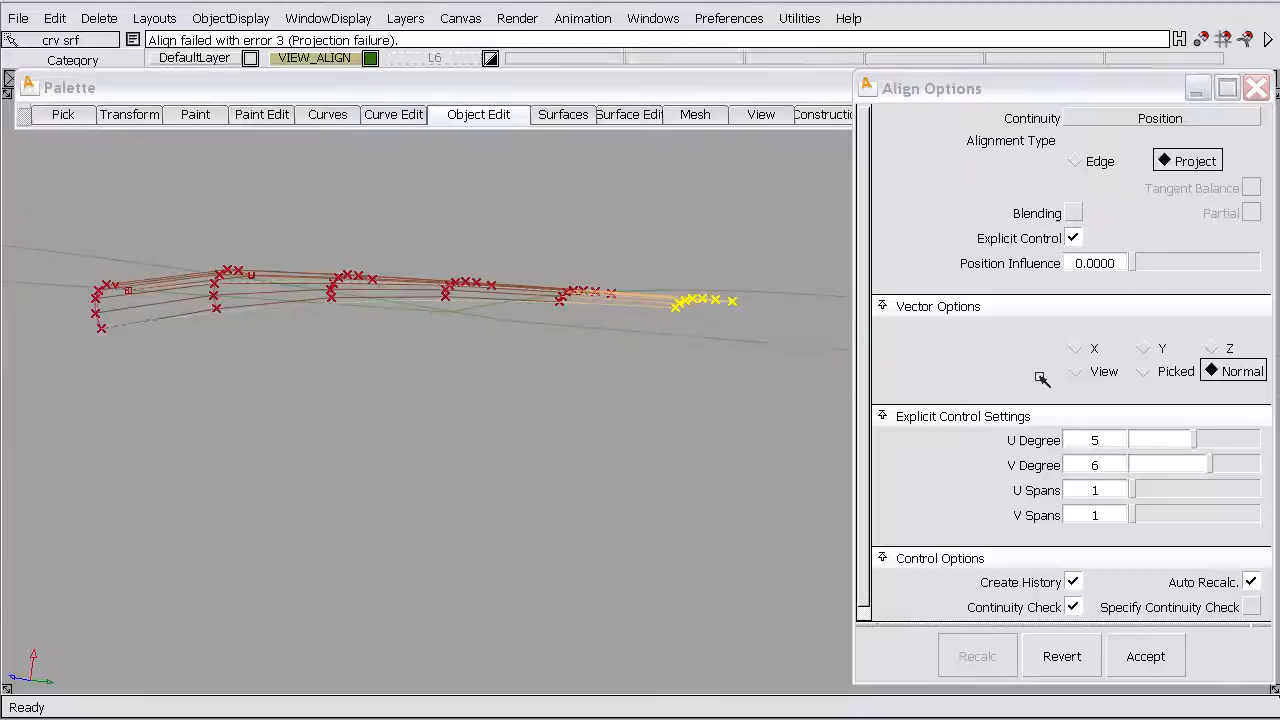 File Edit Delete Layouts ObjectDisplay WindowDisplay Layers Canvas Render Animation Windows Preferences Utilities Help
crv srf Align failed with error 3 (Projection failure).
Category DefaultLayer VIEW_ALIGN L6
Palette
Pick Transform Paint Paint Edit Curves Curve Edit Object Edit Surfaces Surface Edi Mesh View Constructic
Align Options
Continuity Position
Alignment Type
Edge Project
Tangent Balance
Blending Partial
Explicit Control
Position Influence 0.0000
Vector Options
X Y Z
View Picked Normal
Explicit Control Settings
U Degree 5
V Degree 6
U Spans 1
V Spans 1
Control Options
Create History Auto Recalc.
Continuity Check Specify Continuity Check
Recalc Revert Accept
v u
Ready